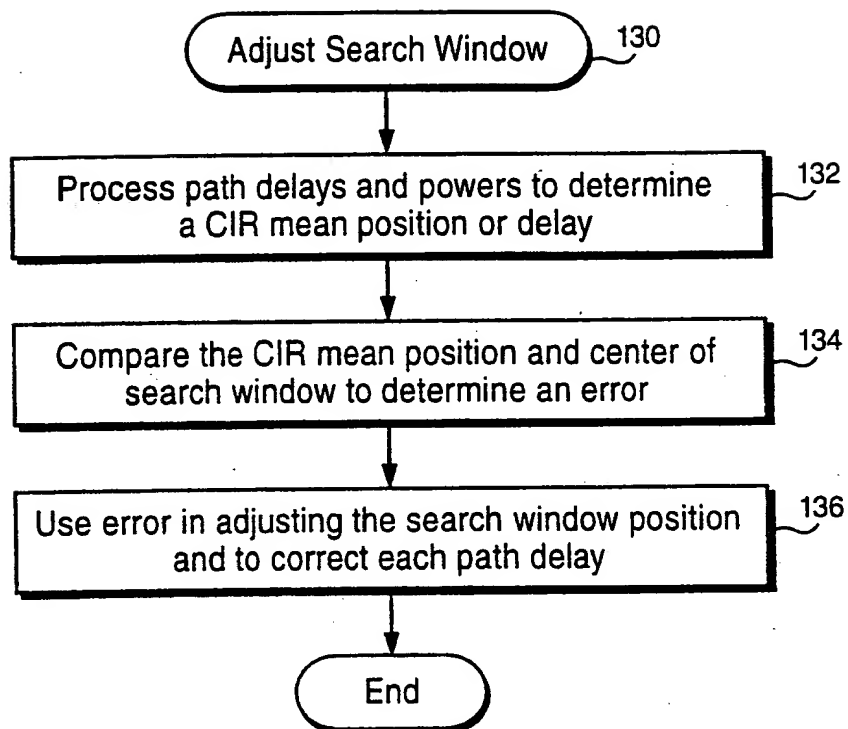 Adjust Search Window
130
Process path delays and powers to determine
a CIR mean position or delay
132
Compare the CIR mean position and center of
search window to determine an error
134
Use error in adjusting the search window position
and to correct each path delay
136
End